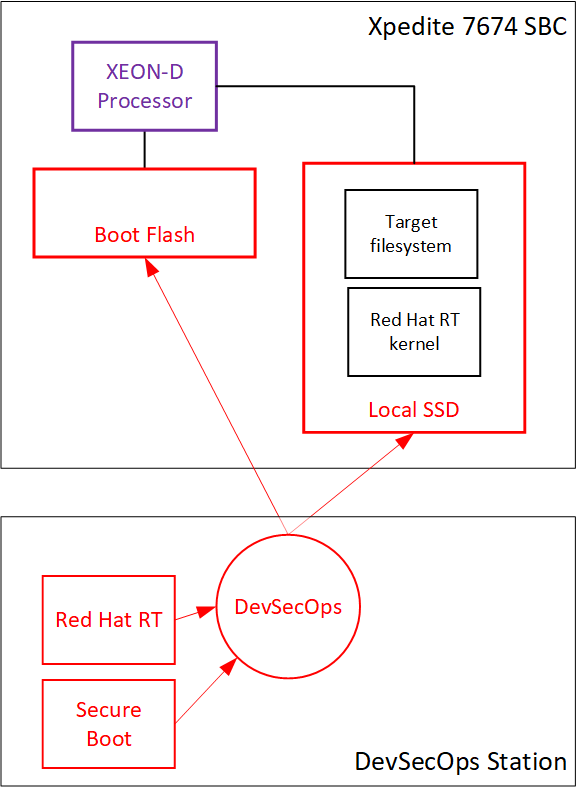 Xpedite 7674 SBC
XEON-D
Processor
Boot Flash
Target
filesystem
Red Hat RT
kernel
Local SSD
DevSecOps
Red Hat RT
Secure
Boot
DevSecOps Station